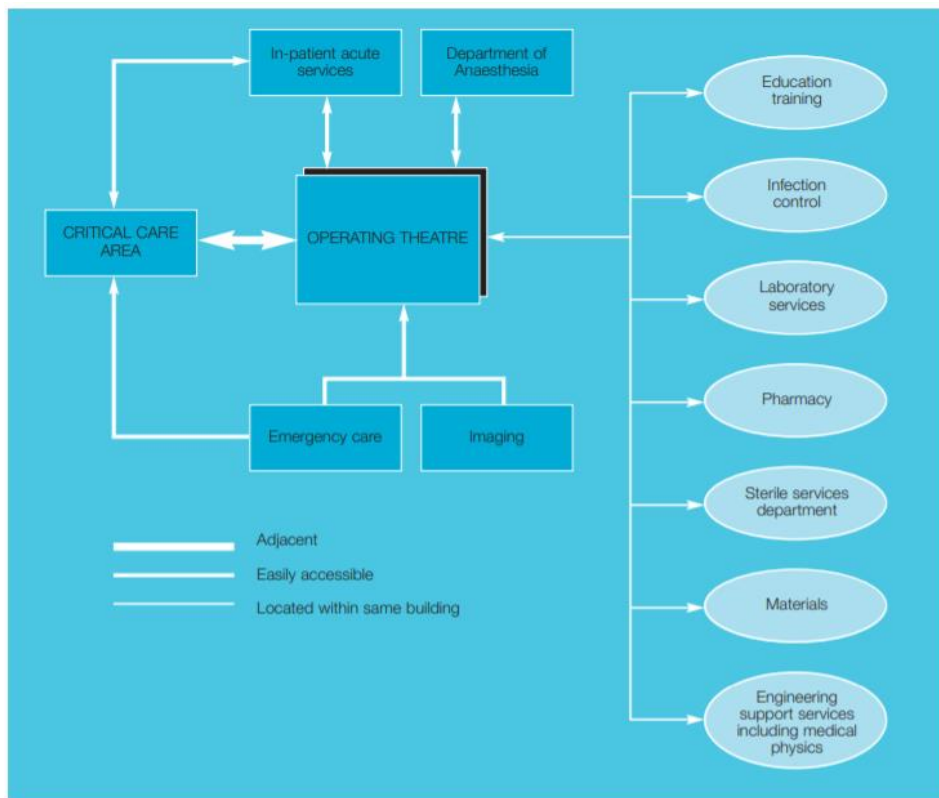 In-patient acute
services
Department of
Anaesthesia
Education
training
Infection
control
CRITICAL CARE
AREA
OPERATING THEATRE
Laboratory
services
Pharmacy
Emergency care
Imaging
Sterile services
department
Adjacent
Easily accessible
Located within same building
Materials
Engineering
support services
including medical
physics